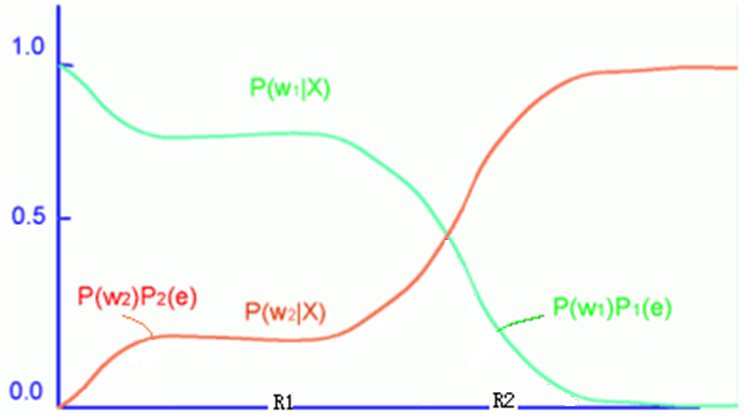 1.0
P(w₁|X)
0.5
P(w₂)P₂(e)
P(w₂|X)
P(w₁)P₁(e)
0.0
R1
R2